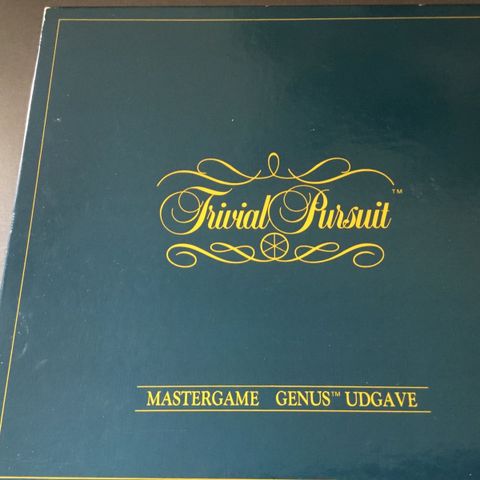 Trivial Pursuit™
MASTERGAME GENUS™ UDGAVE